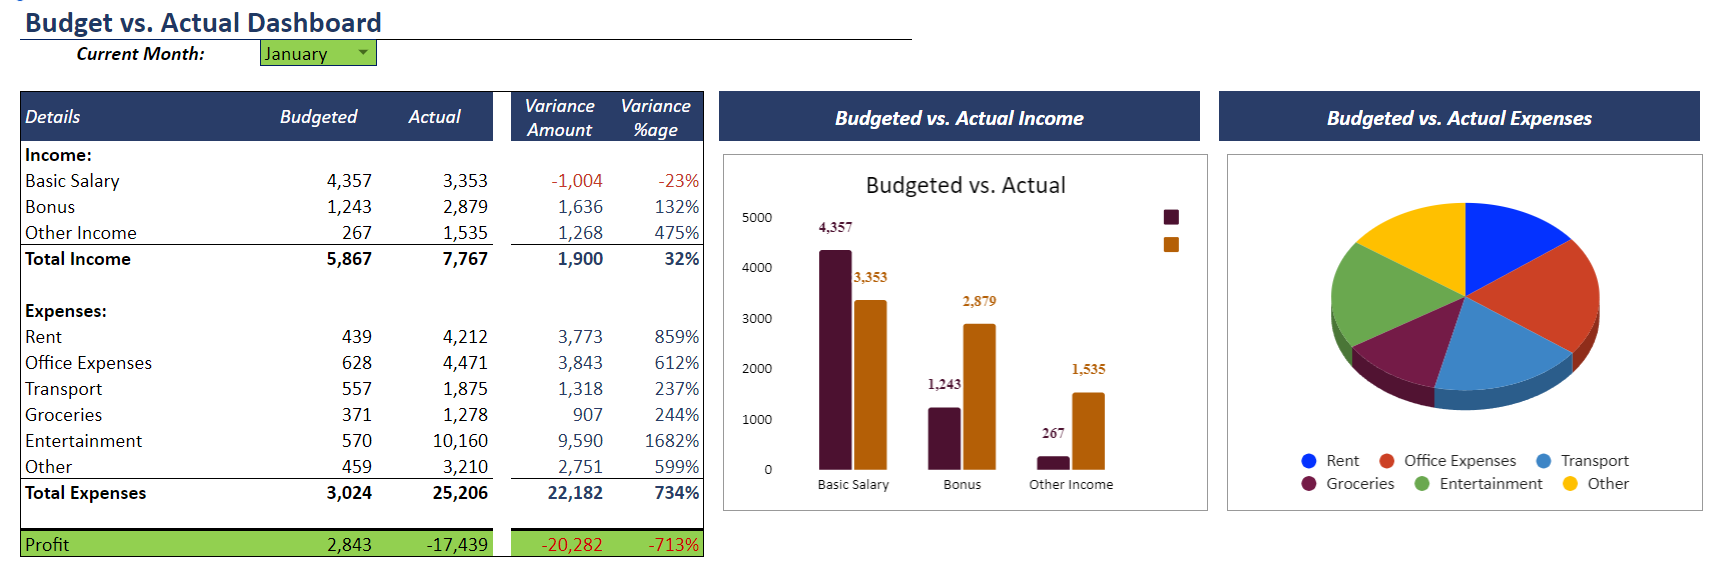 Budget vs. Actual Dashboard
Current Month: January
Details Budgeted Actual Variance Amount Variance %age
Income:
Basic Salary 4,357 3,353 -1,004 -23%
Bonus 1,243 2,879 1,636 132%
Other Income 267 1,535 1,268 475%
Total Income 5,867 7,767 1,900 32%
Expenses:
Rent 439 4,212 3,773 859%
Office Expenses 628 4,471 3,843 612%
Transport 557 1,875 1,318 237%
Groceries 371 1,278 907 244%
Entertainment 570 10,160 9,590 1682%
Other 459 3,210 2,751 599%
Total Expenses 3,024 25,206 22,182 734%
Profit 2,843 -17,439 -20,282 -713%
Budgeted vs. Actual Income
Budgeted vs. Actual
5000
4000
3000
2000
1000
0
4,357
3,353
1,243
2,879
267
1,535
Basic Salary Bonus Other Income
Budgeted vs. Actual Expenses
Rent Office Expenses Transport
Groceries Entertainment Other